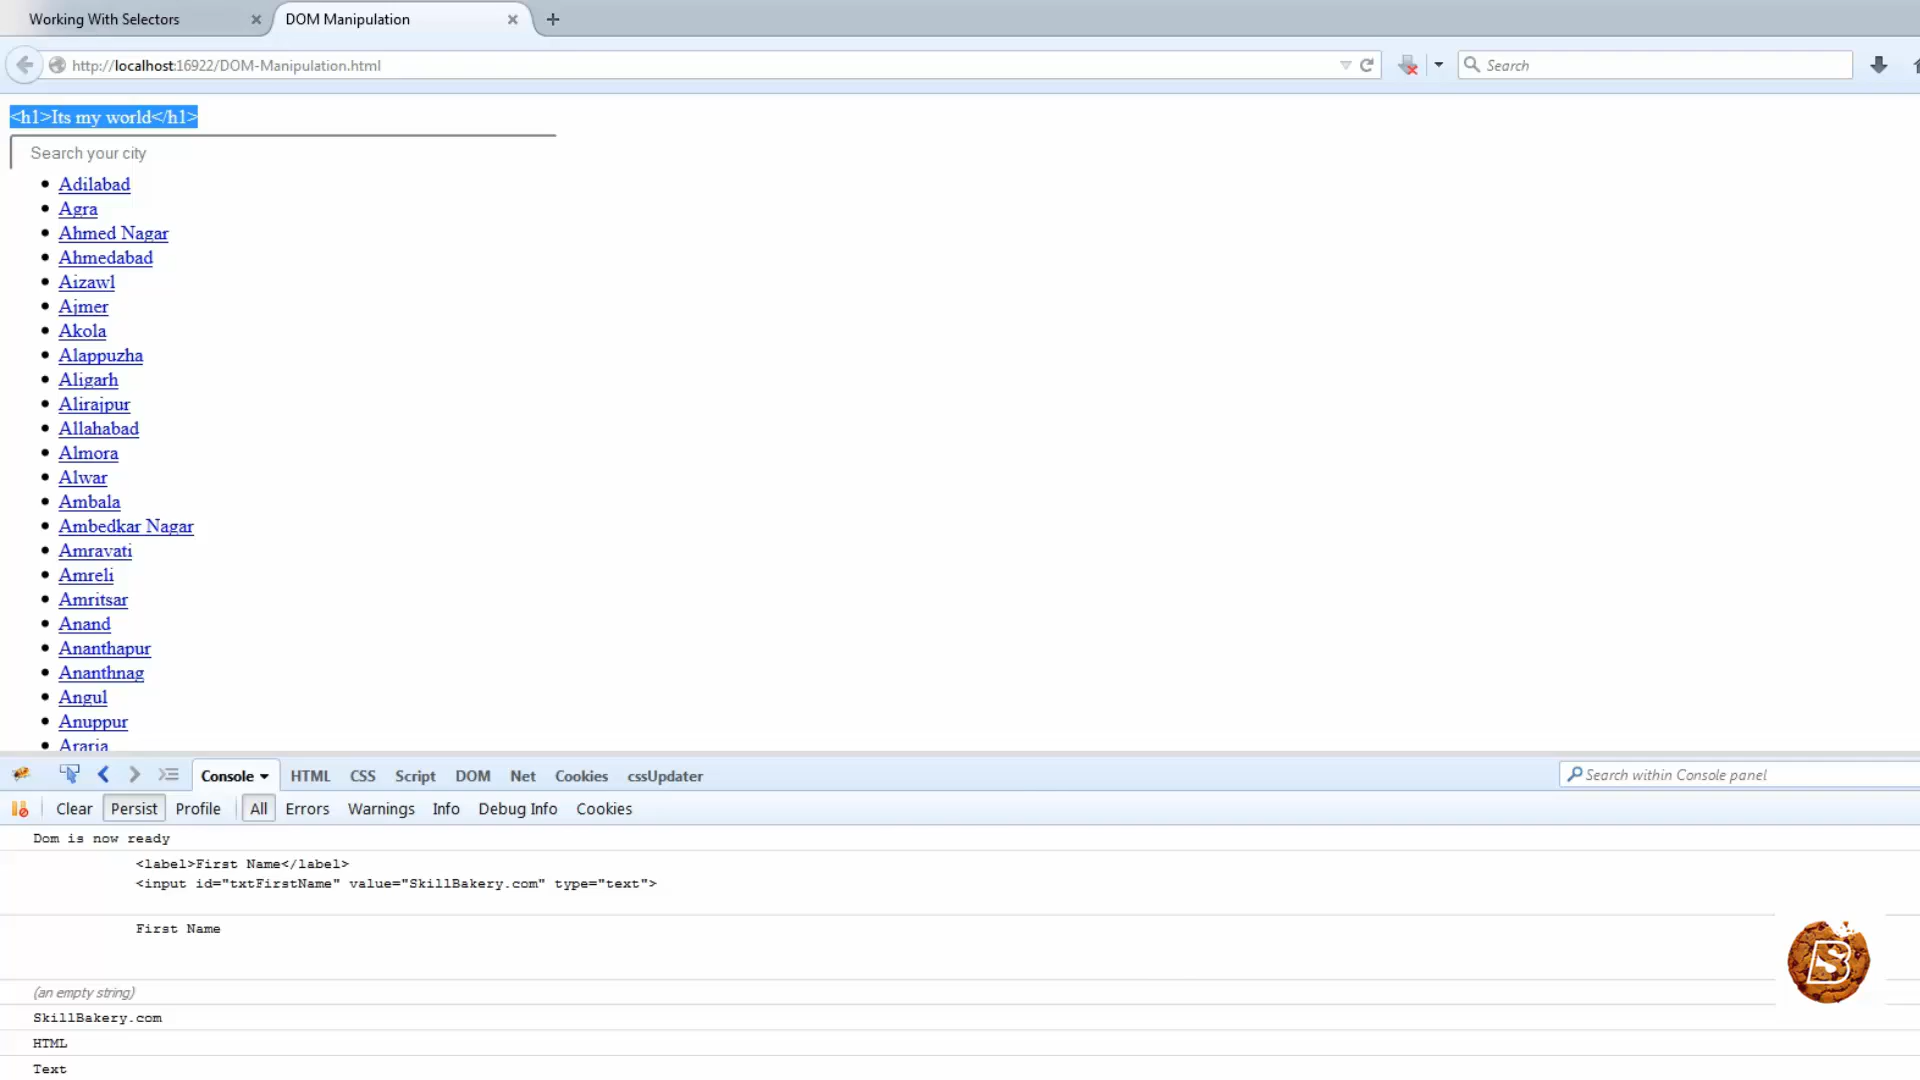 Working With Selectors
DOM Manipulation
http://localhost:16922/DOM-Manipulation.html
Search
<h1>Its my world</h1>
Search your city
Adilabad
Agra
Ahmed Nagar
Ahmedabad
Aizawl
Ajmer
Akola
Alappuzha
Aligarh
Alirajpur
Allahabad
Almora
Alwar
Ambala
Ambedkar Nagar
Amravati
Amreli
Amritsar
Anand
Ananthapur
Ananthnag
Angul
Anuppur
Araria
Console HTML CSS Script DOM Net Cookies cssUpdater
Search within Console panel
Clear Persist Profile All Errors Warnings Info Debug Info Cookies
Dom is now ready
<label>First Name</label>
<input id="txtFirstName" value="SkillBakery.com" type="text">
First Name
(an empty string)
SkillBakery.com
HTML
Text